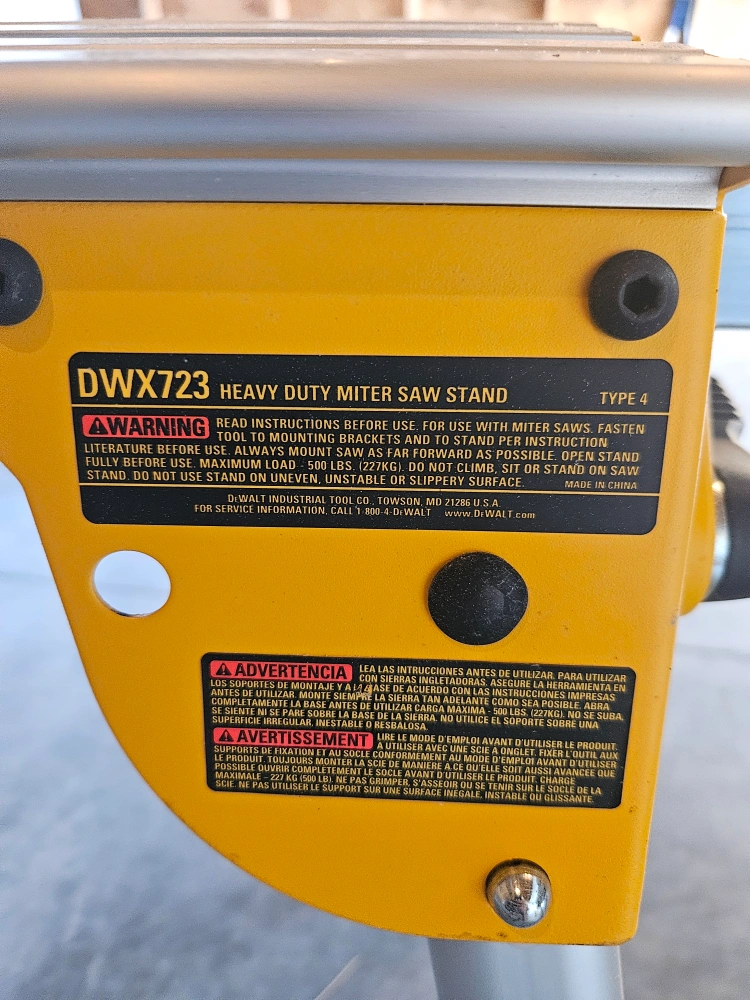 DWX723 HEAVY DUTY MITER SAW STAND TYPE 4
WARNING READ INSTRUCTIONS BEFORE USE. FOR USE WITH MITER SAWS. FASTEN
TOOL TO MOUNTING BRACKETS AND TO STAND PER INSTRUCTION
LITERATURE BEFORE USE. ALWAYS MOUNT SAW AS FAR FORWARD AS POSSIBLE. OPEN STAND
FULLY BEFORE USE. MAXIMUM LOAD - 500 LBS. (227KG). DO NOT CLIMB, SIT OR STAND ON SAW
STAND. DO NOT USE STAND ON UNEVEN, UNSTABLE OR SLIPPERY SURFACE. MADE IN CHINA
DEWALT INDUSTRIAL TOOL CO., TOWSON, MD 21286 U.S.A.
FOR SERVICE INFORMATION, CALL 1-800-4-DEWALT www.DEWALT.com
ADVERTENCIA LEA LAS INTRUCCIONES ANTES DE UTILIZAR. PARA UTILIZAR
CON SIERRAS INGLETADORAS. ASEGURE LA HERRAMIENTA EN
LOS SOPORTES DE MONTAJE Y A LA BASE DE ACUERDO CON LAS INSTRUCCIONES IMPRESAS
ANTES DE UTILIZAR. MONTE SIEMPRE LA SIERRA TAN ADELANTE COMO SEA POSIBLE. ABRA
COMPLETAMENTE LA BASE ANTES DE UTILIZAR CARGA MÁXIMA - 500 LBS. (227KG). NO SE SUBA,
SE SIENTE NI SE PARE SOBRE LA BASE DE LA SIERRA. NO UTILICE EL SOPORTE SOBRE UNA
SUPERFICIE IRREGULAR, INESTABLE O RESBALOSA.
AVERTISSEMENT LIRE LE MODE D'EMPLOI AVANT D'UTILISER LE PRODUIT.
À UTILISER AVEC UNE SCIE À ONGLET. FIXER L'OUTIL AUX
SUPPORTS DE FIXATION ET AU SOCLE CONFORMEMENT AU MODE D'EMPLOI AVANT D'UTILISER
LE PRODUIT. TOUJOURS MONTER LA SCIE DE MANIÈRE À CE QU'ELLE SOIT AUSSI AVANCEE QUE
POSSIBLE OUVRIR COMPLÈTEMENT LE SOCLE AVANT D'UTILISER LE PRODUIT. CHARGE
MAXIMALE - 227 KG (500 LB). NE PAS GRIMPER, S'ASSEOIR OU SE TENIR SUR LE SOCLE DE LA
SCIE. NE PAS UTILISER LE SUPPORT SUR UNE SURFACE INÉGALE, INSTABLE OU GLISSANTE.